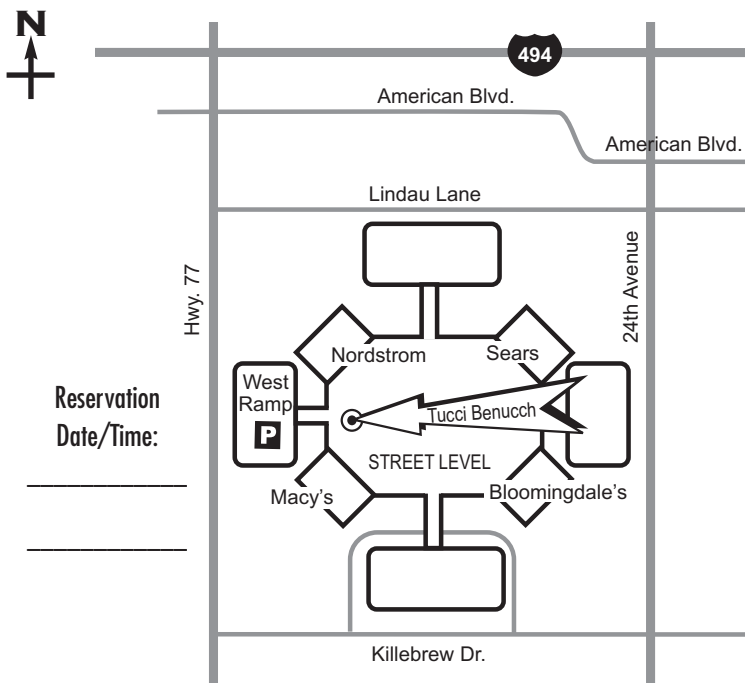 N
494
American Blvd.
American Blvd.
Lindau Lane
Hwy. 77
24th Avenue
Nordstrom
Sears
West
Ramp
P
Tucci Benucch
STREET LEVEL
Macy's
Bloomingdale's
Reservation
Date/Time:
Killebrew Dr.